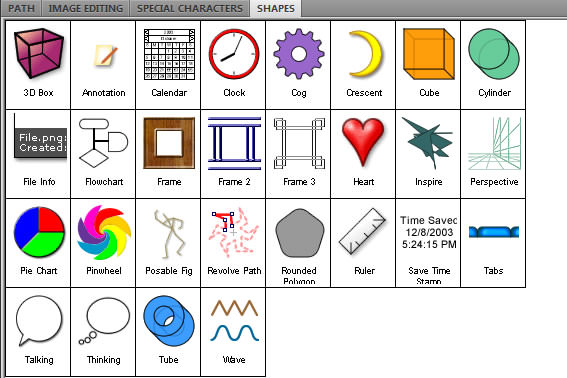 PATH IMAGE EDITING SPECIAL CHARACTERS SHAPES
3D Box Annotation Calendar Clock Cog Crescent Cube Cylinder
File.png:
Created:
File Info Flowchart Frame Frame 2 Frame 3 Heart Inspire Perspective
Time Saved
12/8/2003
5:24:15 PM
Pie Chart Pinwheel Posable Fig Revolve Path Rounded Polygon Ruler Save Time Stamp Tabs
Talking Thinking Tube Wave